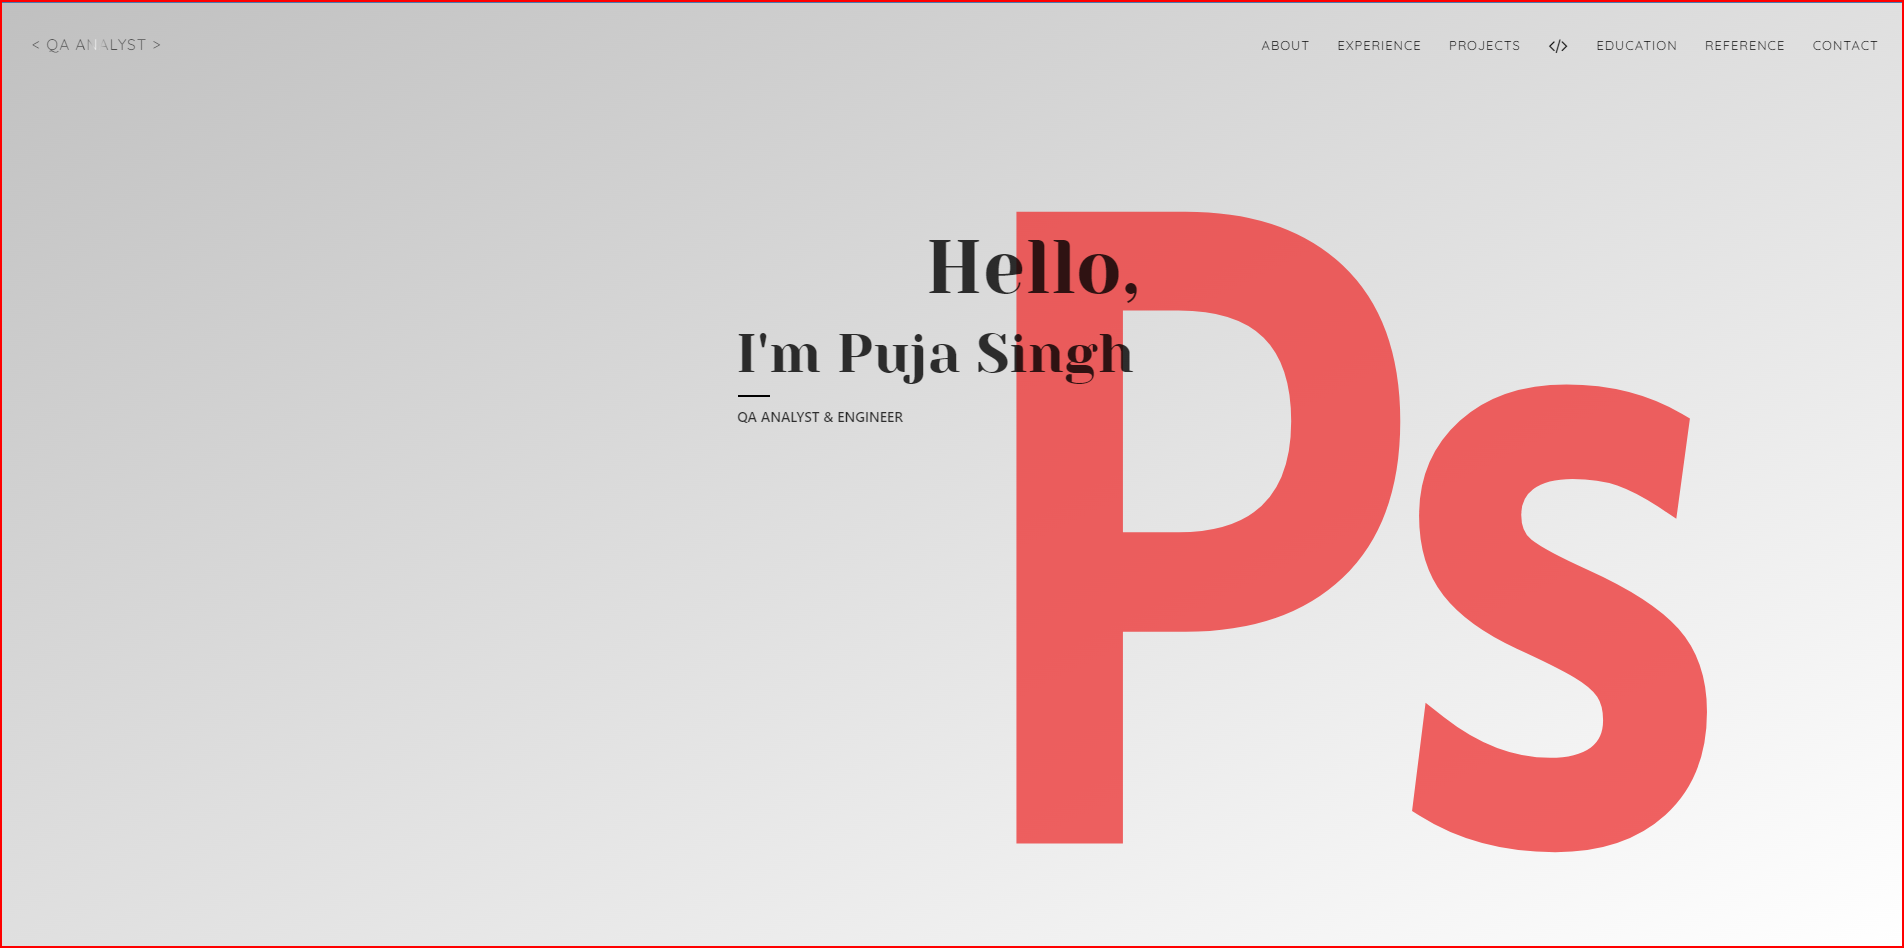 < QA ANALYST >
ABOUT EXPERIENCE PROJECTS </> EDUCATION REFERENCE CONTACT
Hello,
I'm Puja Singh
QA ANALYST & ENGINEER
Ps